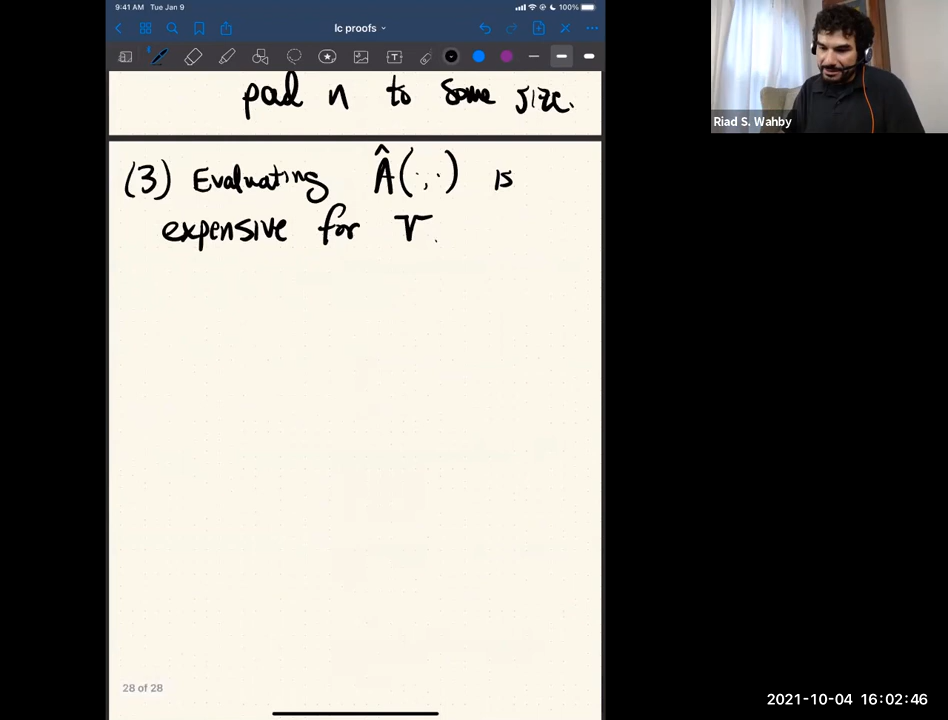 9:41 AM Tue Jan 9
100%
lc proofs
pad n to some size.
Riad S. Wahby
(3) Evaluating Â(·,·) is
expensive for V.
28 of 28
2021-10-04 16:02:46